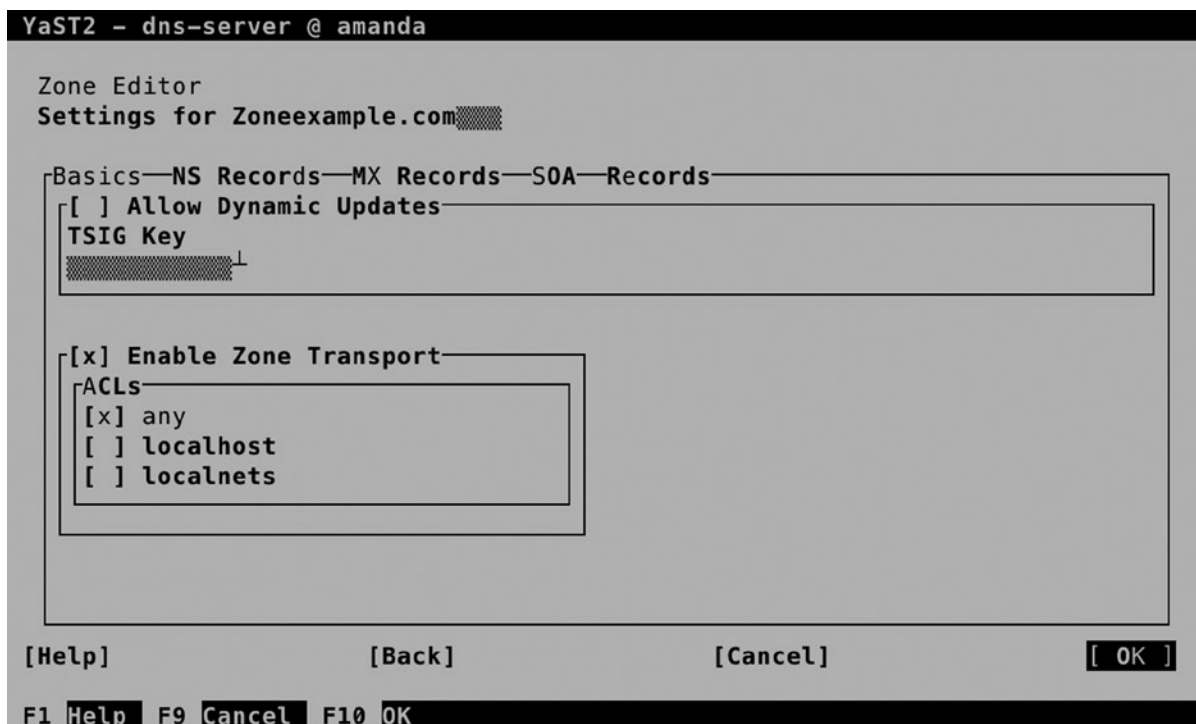 YaST2 - dns-server @ amanda
Zone Editor
Settings for Zoneexample.com
Basics NS Records MX Records SOA Records
[ ] Allow Dynamic Updates
TSIG Key
[x] Enable Zone Transport
ACLs
[x] any
[ ] localhost
[ ] localnets
[Help] [Back] [Cancel] [ OK ]
F1 Help F9 Cancel F10 OK